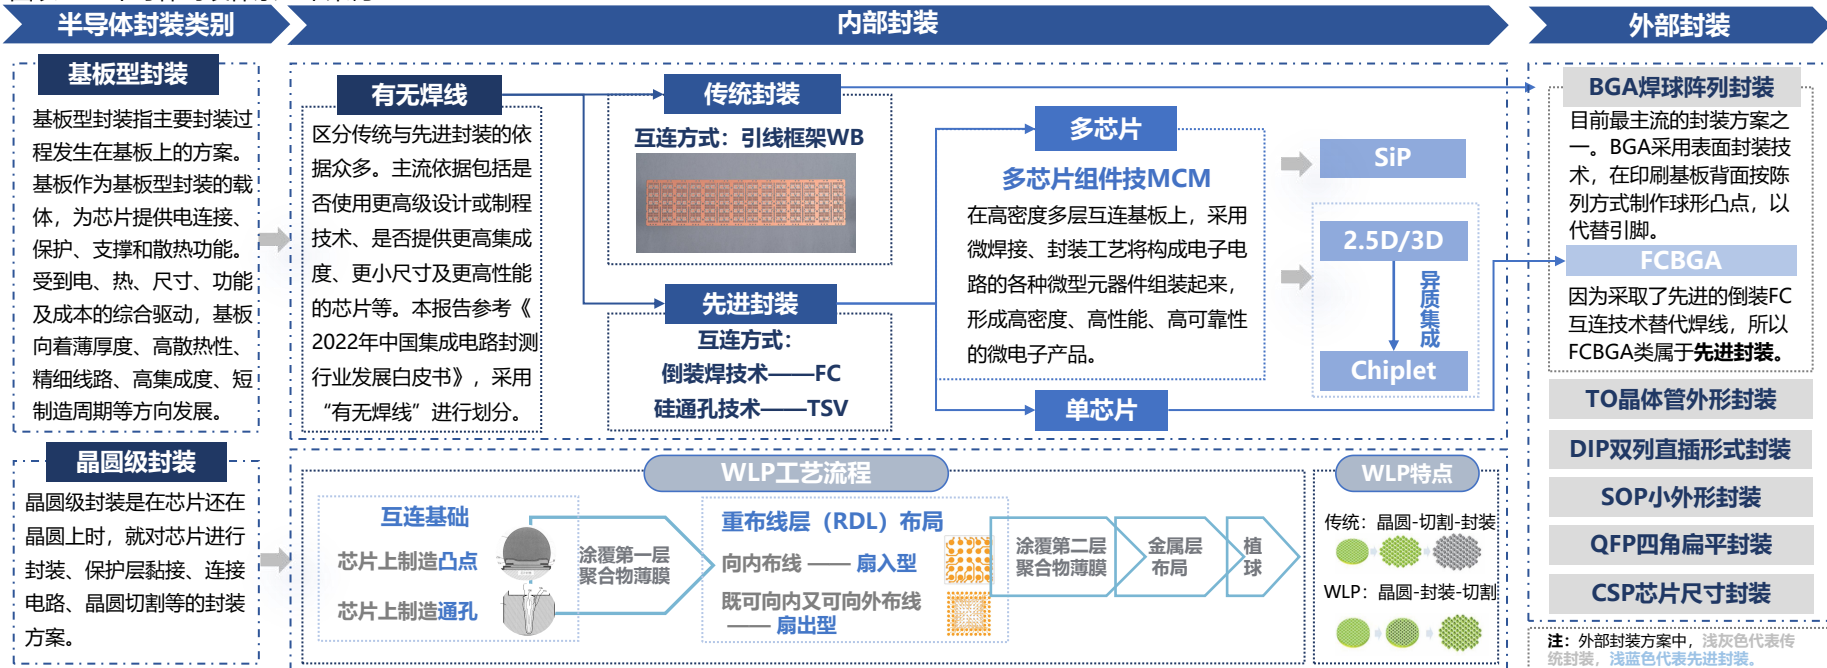 半导体封装类别
内部封装
外部封装
基板型封装
基板型封装指主要封装过
程发生在基板上的方案。
基板作为基板型封装的载
体，为芯片提供电连接、
保护、支撑和散热功能。
受到电、热、尺寸、功能
及成本的综合驱动，基板
向着薄厚度、高散热性、
精细线路、高集成度、短
制造周期等方向发展。
有无焊线
区分传统与先进封装的依
据众多。主流依据包括是
否使用更高级设计或制程
技术、是否提供更高集成
度、更小尺寸及更高性能
的芯片等。本报告参考《
2022年中国集成电路封测
行业发展白皮书》，采用
“有无焊线”进行划分。
传统封装
互连方式：引线框架WB
先进封装
互连方式：
倒装焊技术——FC
硅通孔技术——TSV
多芯片
多芯片组件技MCM
在高密度多层互连基板上，采用
微焊接、封装工艺将构成电子电
路的各种微型元器件组装起来，
形成高密度、高性能、高可靠性
的微电子产品。
单芯片
SiP
2.5D/3D
异质集成
Chiplet
BGA焊球阵列封装
目前最主流的封装方案之
一。BGA采用表面封装技
术，在印刷基板背面按陈
列方式制作球形凸点，以
代替引脚。
FCBGA
因为采取了先进的倒装FC
互连技术替代焊线，所以
FCBGA类属于先进封装。
TO晶体管外形封装
DIP双列直插形式封装
SOP小外形封装
QFP四角扁平封装
CSP芯片尺寸封装
注：外部封装方案中，浅灰色代表传
统封装，浅蓝色代表先进封装。
晶圆级封装
晶圆级封装是在芯片还在
晶圆上时，就对芯片进行
封装、保护层黏接、连接
电路、晶圆切割等的封装
方案。
WLP工艺流程
互连基础
芯片上制造凸点
芯片上制造通孔
涂覆第一层
聚合物薄膜
重布线层（RDL）布局
向内布线 —— 扇入型
既可向内又可向外布线
—— 扇出型
涂覆第二层
聚合物薄膜
金属层
布局
植
球
WLP特点
传统：晶圆-切割-封装
WLP：晶圆-封装-切割